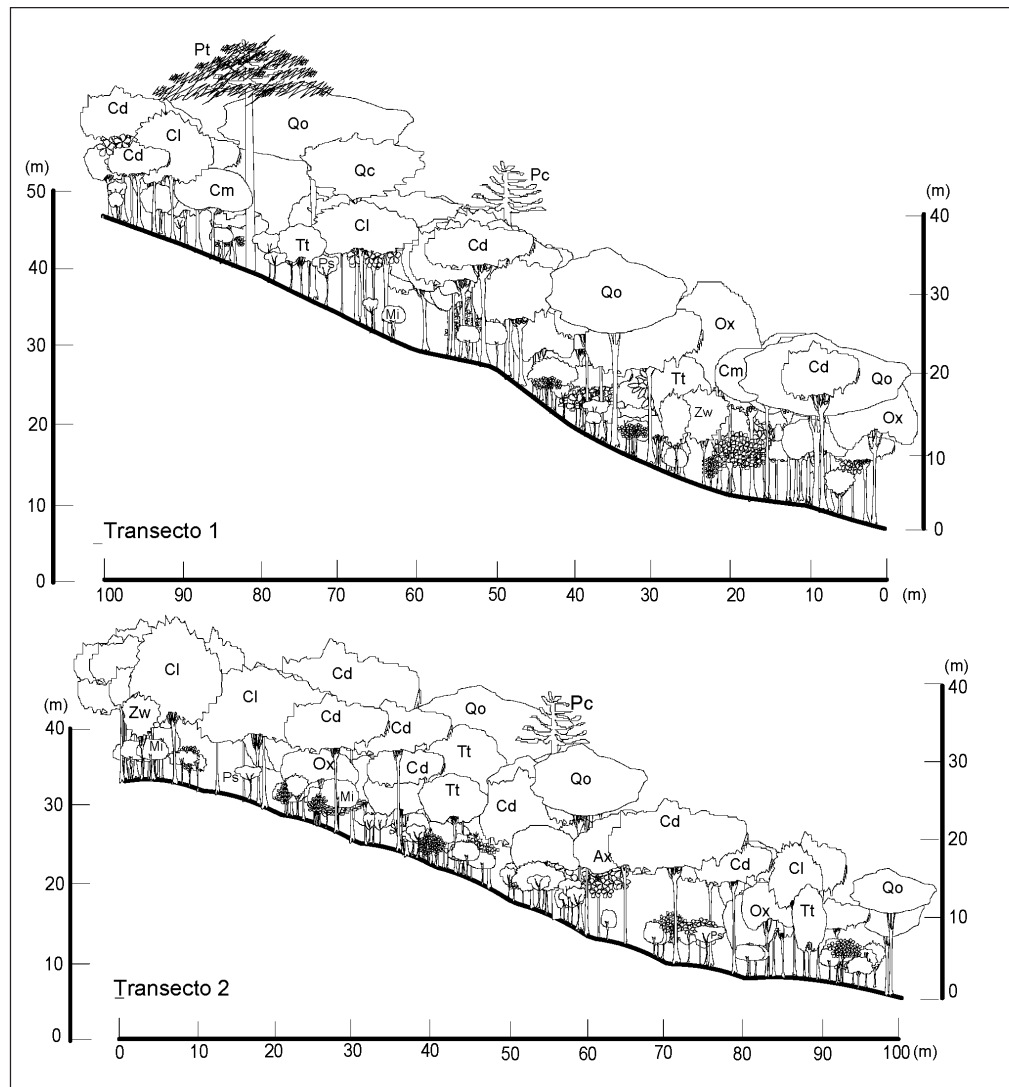 Pt
Cd
Cl
Qo
Cd
Qc
Pc
(m)
Cm
(m)
50
Cl
40
Tt
Cd
Ps
40
Qo
30
Mi
Ox
30
Tt
Cm
Cd
Qo
20
Zw
Ox
20
10
10
Transecto 1
0
0
100 90 80 70 60 50 40 30 20 10 0 (m)
Cl
Cd
(m)
Cl
Qo
Pc
40
(m)
Zw
Cd
Cd
40
Mi
Tt
Ps
Ox
Cd
Qo
30
30
Mi
Tt
Cd
Cd
20
Ax
Cd
Cl
20
Qo
Ox
Tt
10
Ps
10
Transecto 2
0
0
0 10 20 30 40 50 60 70 80 90 100 (m)